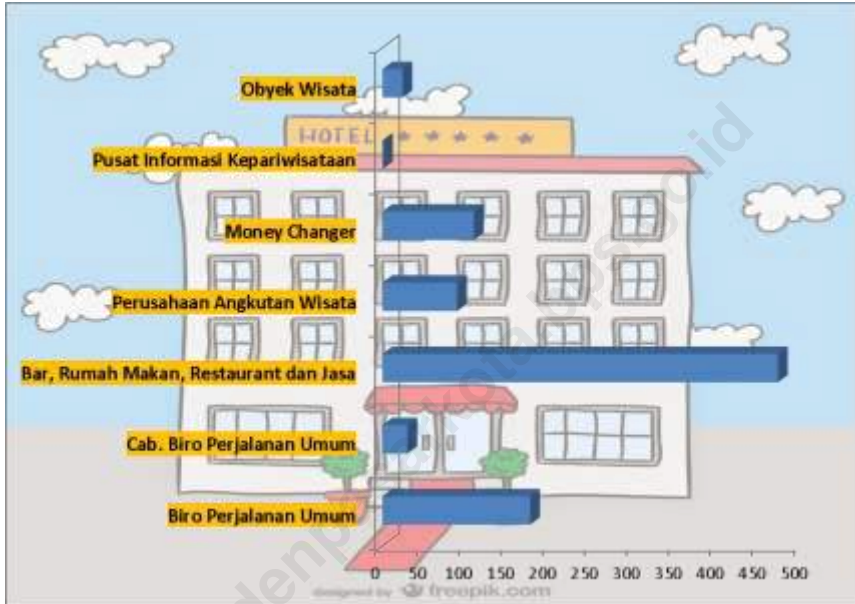 Obyek Wisata
HOTEL
Pusat Informasi Kepariwisataan
Money Changer
Perusahaan Angkutan Wisata
Bar, Rumah Makan, Restaurant dan Jasa
Cab. Biro Perjalanan Umum
Biro Perjalanan Umum
0 50 100 150 200 250 300 350 400 450 500
designed by freepik.com